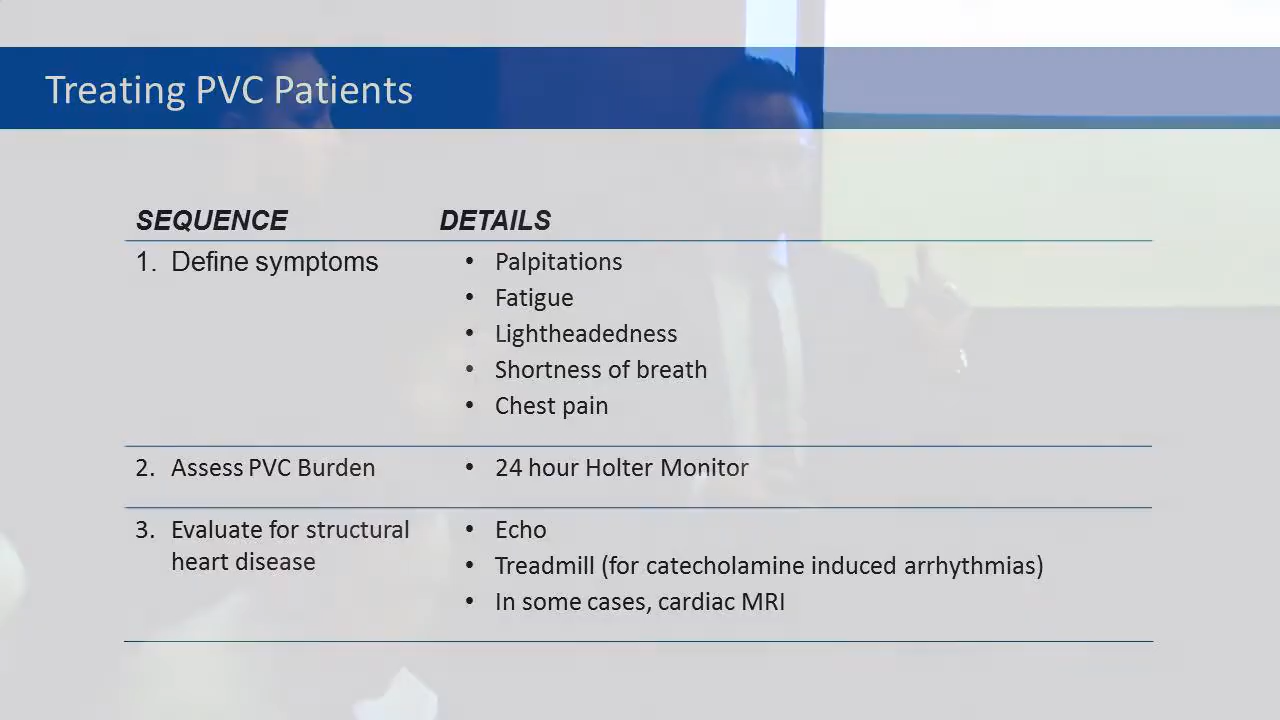 Treating PVC Patients
SEQUENCE DETAILS
1. Define symptoms • Palpitations
• Fatigue
• Lightheadedness
• Shortness of breath
• Chest pain
2. Assess PVC Burden • 24 hour Holter Monitor
3. Evaluate for structural • Echo
heart disease • Treadmill (for catecholamine induced arrhythmias)
• In some cases, cardiac MRI